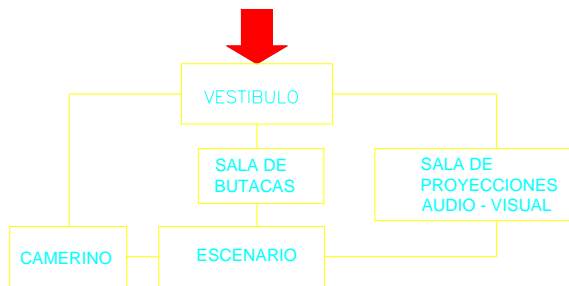 VESTIBULO
SALA DE
BUTACAS
SALA DE
PROYECCIONES
AUDIO - VISUAL
CAMERINO
ESCENARIO